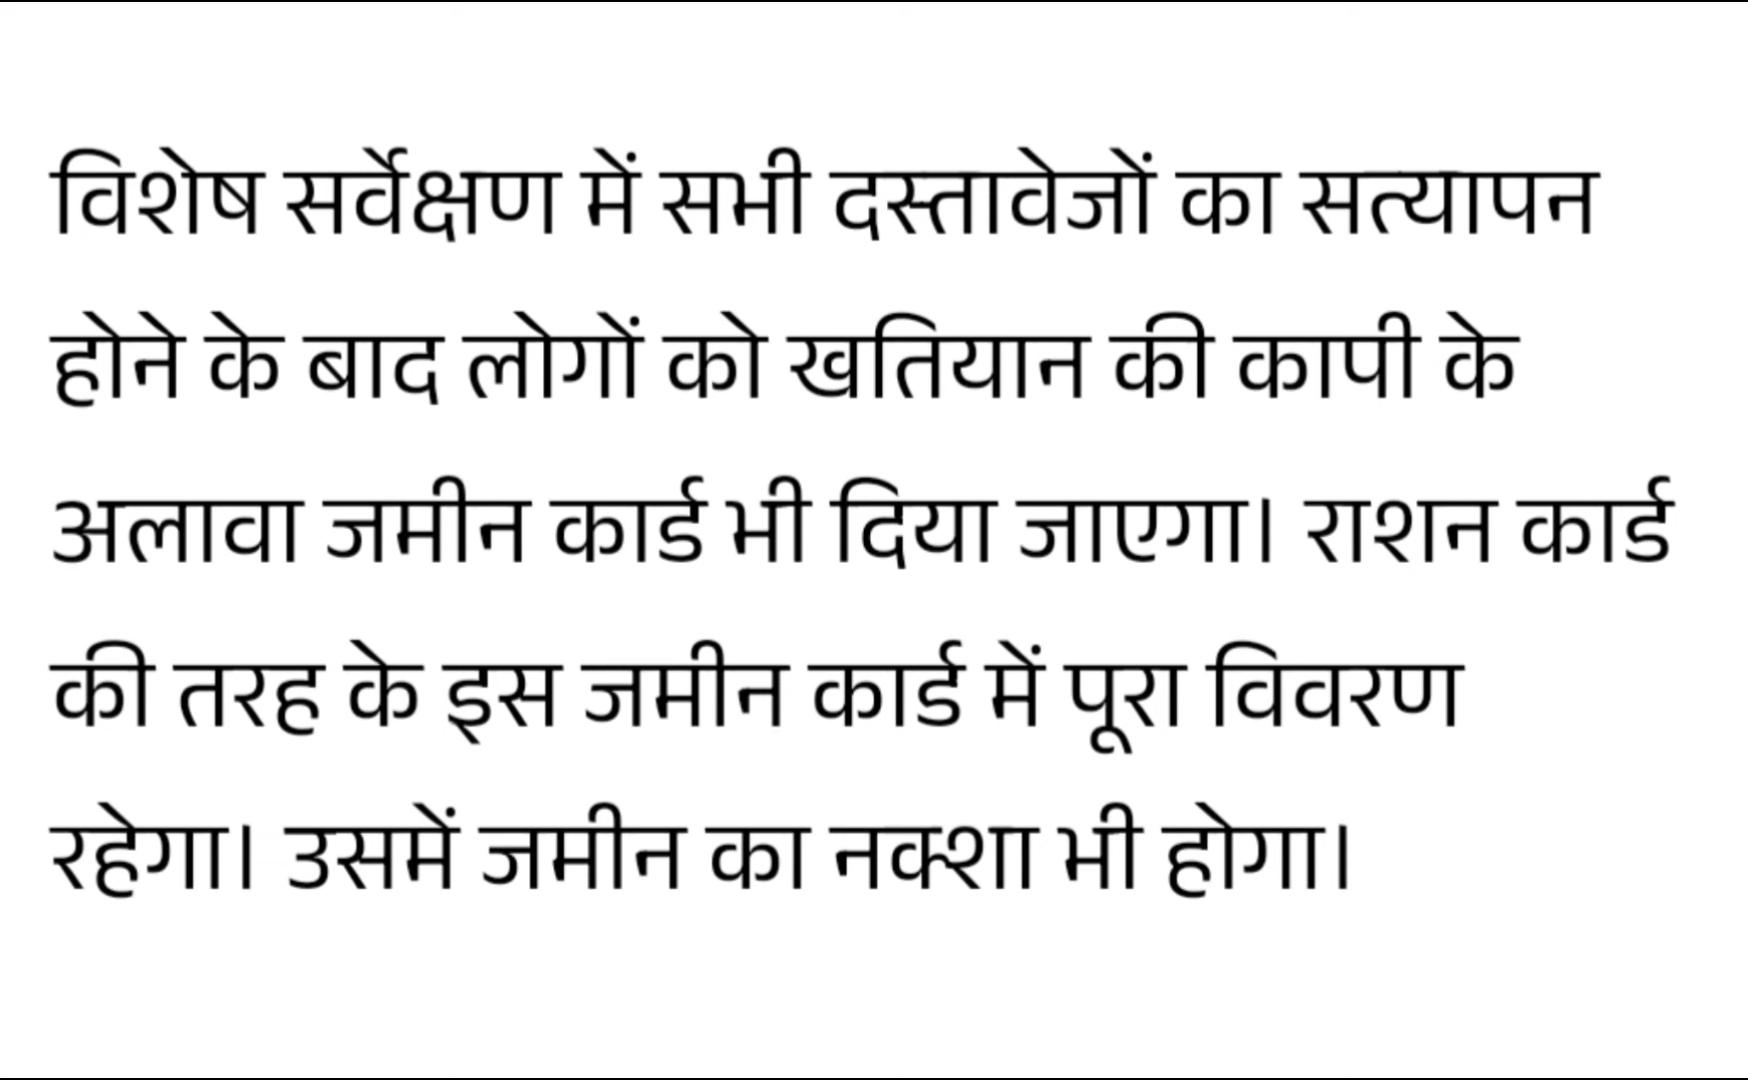 विशेष सर्वेक्षण में सभी दस्तावेजों का सत्यापन
होने के बाद लोगों को खतियान की कापी के
अलावा जमीन कार्ड भी दिया जाएगा। राशन कार्ड
की तरह के इस जमीन कार्ड में पूरा विवरण
रहेगा। उसमें जमीन का नक्शा भी होगा।